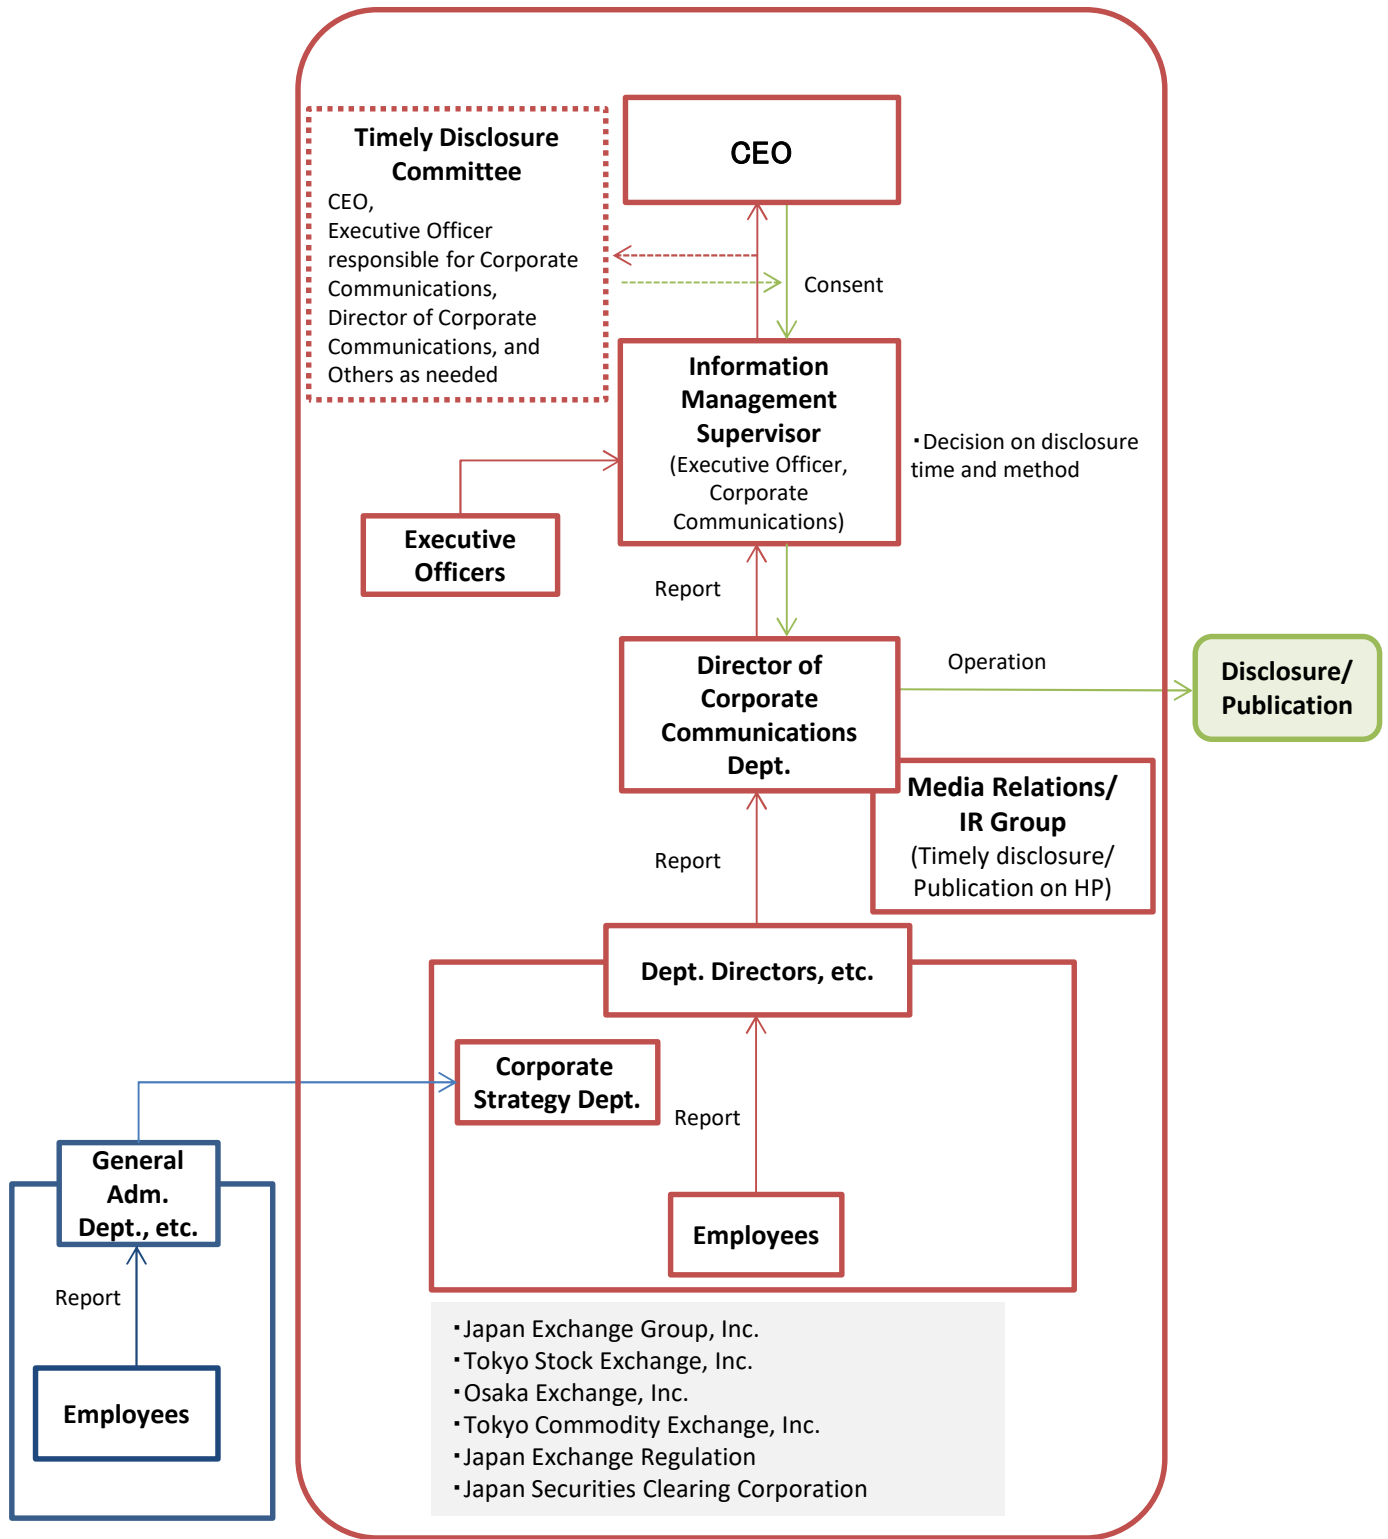 CEO
Timely Disclosure
Committee
CEO,
Executive Officer
responsible for Corporate
Communications,
Director of Corporate
Communications, and
Others as needed
Consent
Information
Management
Supervisor
(Executive Officer,
Corporate
Communications)
・Decision on disclosure
time and method
Executive
Officers
Report
Director of
Corporate
Communications
Dept.
Operation
Disclosure/
Publication
Media Relations/
IR Group
(Timely disclosure/
Publication on HP)
Report
Dept. Directors, etc.
Corporate
Strategy Dept.
Report
Employees
General
Adm.
Dept., etc.
Report
Employees
・Japan Exchange Group, Inc.
・Tokyo Stock Exchange, Inc.
・Osaka Exchange, Inc.
・Tokyo Commodity Exchange, Inc.
・Japan Exchange Regulation
・Japan Securities Clearing Corporation